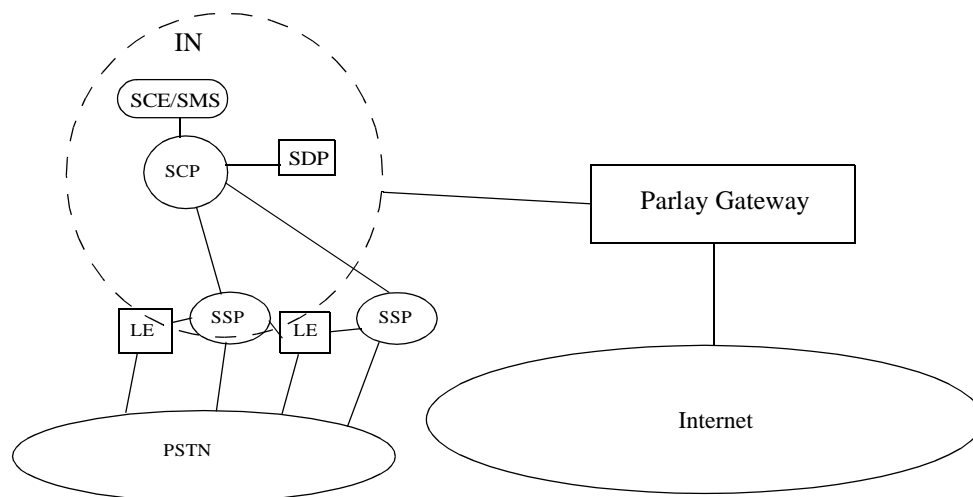 IN
SCE/SMS
SCP
SDP
Parlay Gateway
LE
SSP
LE
SSP
PSTN
Internet